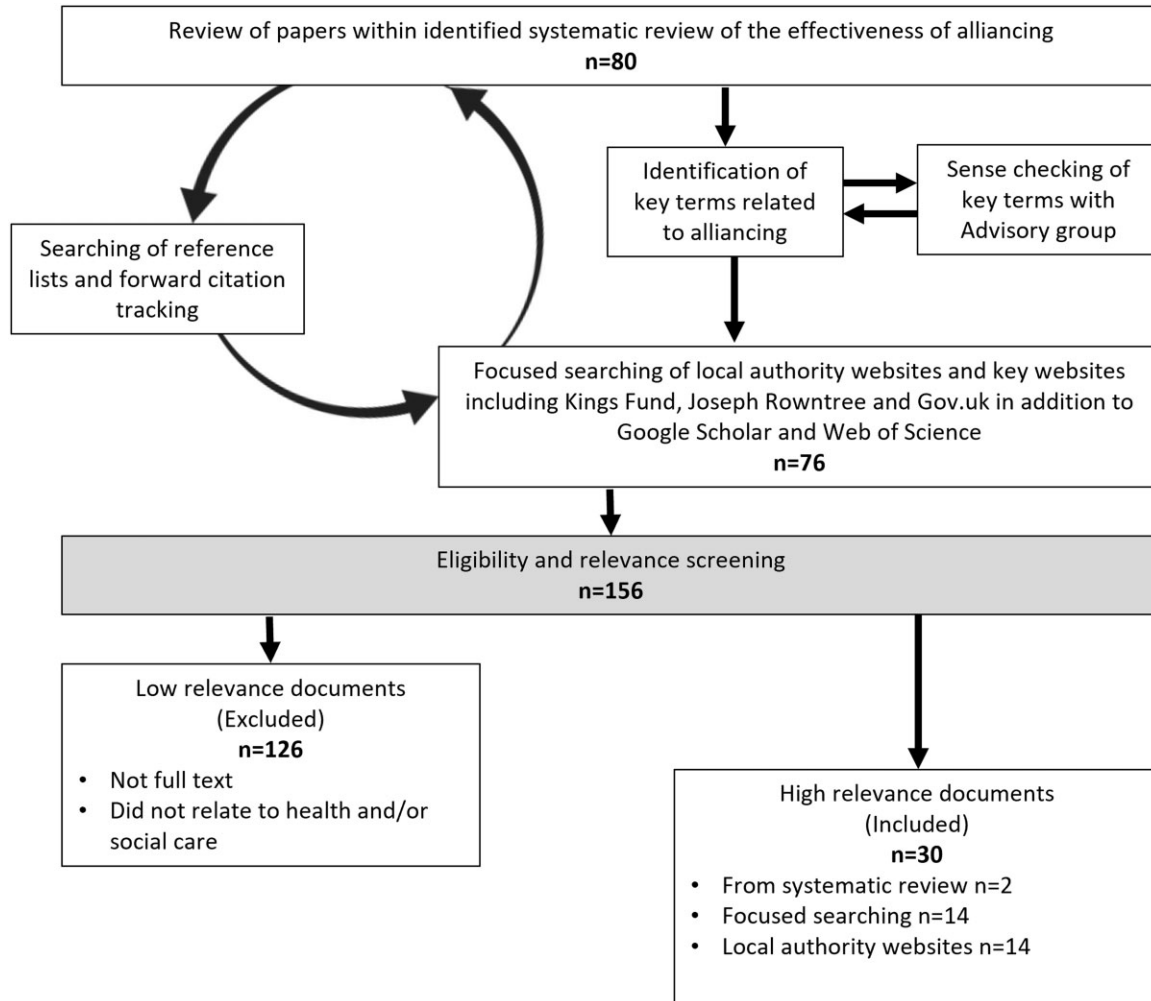 Review of papers within identified systematic review of the effectiveness of alliancing
n=80
Identification of
key terms related
to alliancing
Sense checking of
key terms with
Advisory group
Searching of reference
lists and forward citation
tracking
Focused searching of local authority websites and key websites
including Kings Fund, Joseph Rowntree and Gov.uk in addition to
Google Scholar and Web of Science
n=76
Eligibility and relevance screening
n=156
Low relevance documents
(Excluded)
n=126
• Not full text
• Did not relate to health and/or
social care
High relevance documents
(Included)
n=30
• From systematic review n=2
• Focused searching n=14
• Local authority websites n=14